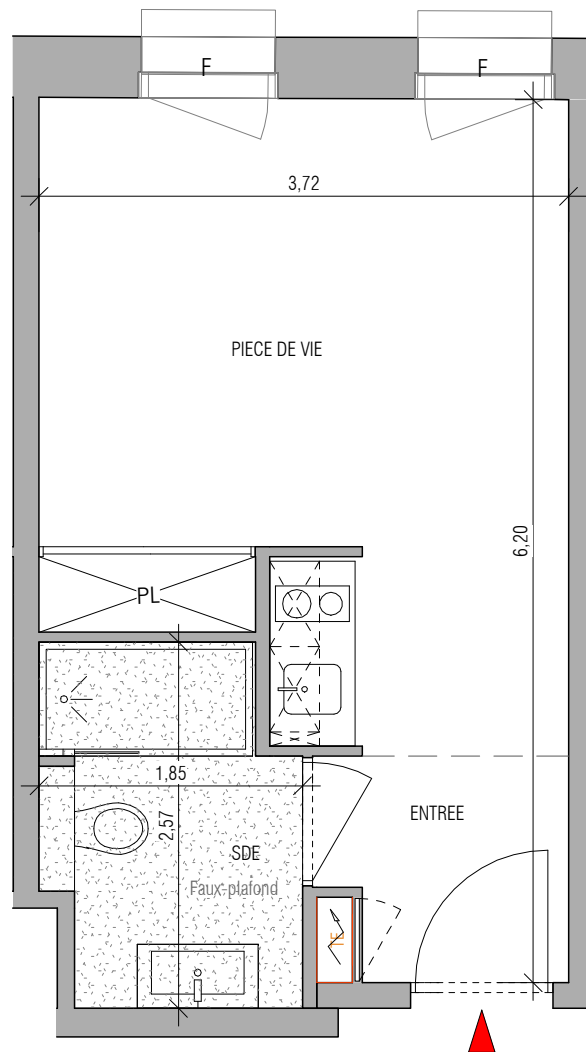 F
F
3,72
PIECE DE VIE
6,20
PL
1,85
2,57
ENTREE
SDE
Faux-plafond
TE